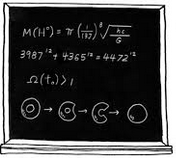 M(H°) = π (1/137)⁸ √(hc/G)
3987¹² + 4365¹² = 4472¹²
Ω(t₀) > 1